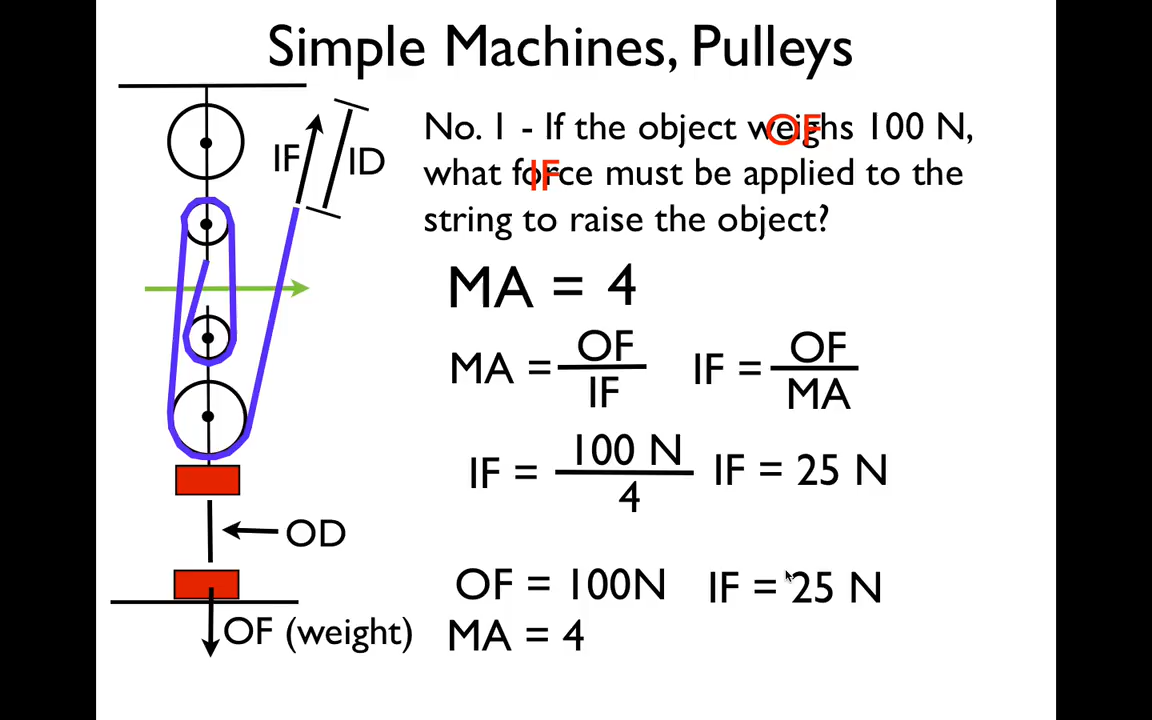 Simple Machines, Pulleys
No. 1 - If the object weighs 100 N,
OF
what force must be applied to the
IF
string to raise the object?
IF
ID
MA = 4
MA = OF / IF
IF = OF / MA
IF = 100 N / 4
IF = 25 N
OD
OF = 100N
IF = 25 N
OF (weight)
MA = 4